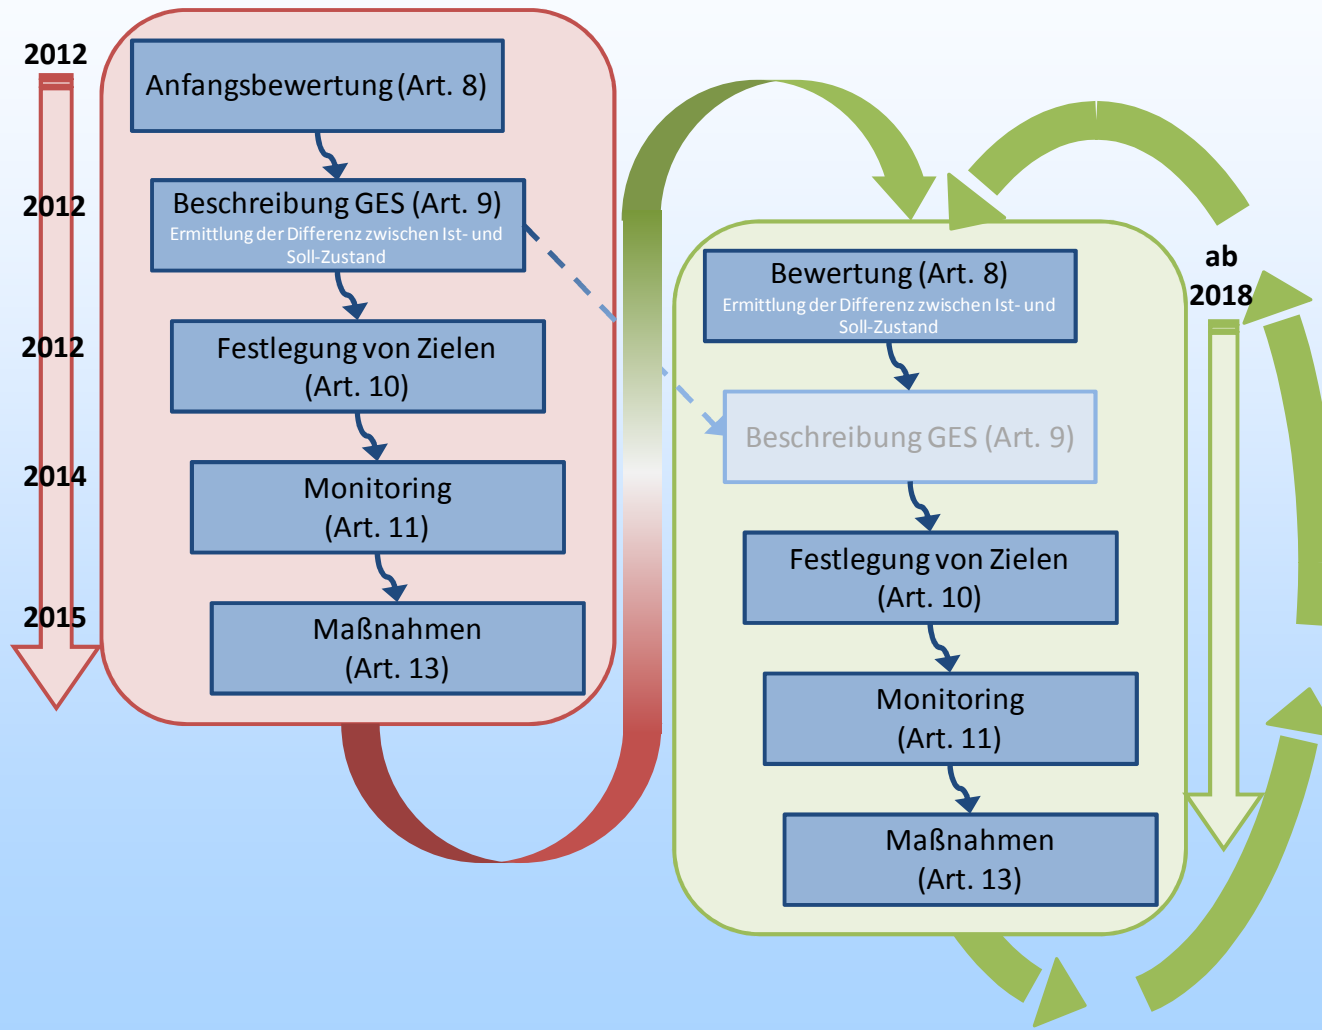 2012
Anfangsbewertung (Art. 8)
2012
Beschreibung GES (Art. 9)
Ermittlung der Differenz zwischen Ist- und
Soll-Zustand
2012
Festlegung von Zielen
(Art. 10)
2014
Monitoring
(Art. 11)
2015
Maßnahmen
(Art. 13)
ab
2018
Bewertung (Art. 8)
Ermittlung der Differenz zwischen Ist- und
Soll-Zustand
Beschreibung GES (Art. 9)
Festlegung von Zielen
(Art. 10)
Monitoring
(Art. 11)
Maßnahmen
(Art. 13)